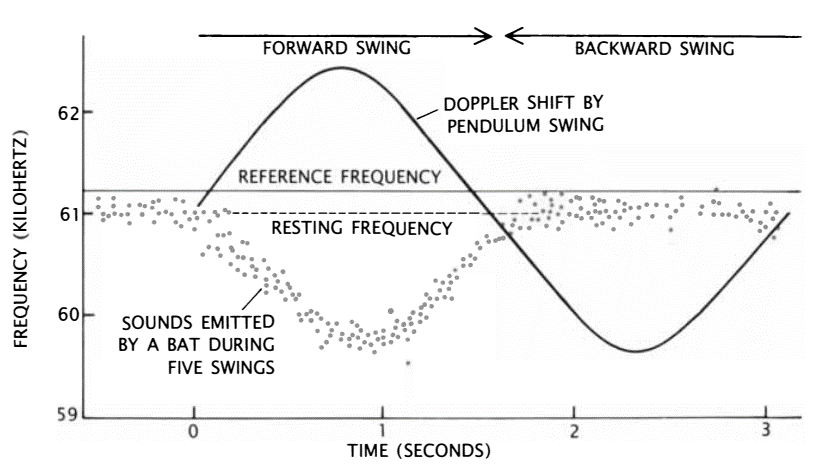 FORWARD SWING
BACKWARD SWING
DOPPLER SHIFT BY
PENDULUM SWING
REFERENCE FREQUENCY
RESTING FREQUENCY
SOUNDS EMITTED
BY A BAT DURING
FIVE SWINGS
FREQUENCY (KILOHERTZ)
62
61
60
59
0 1 2 3
TIME (SECONDS)